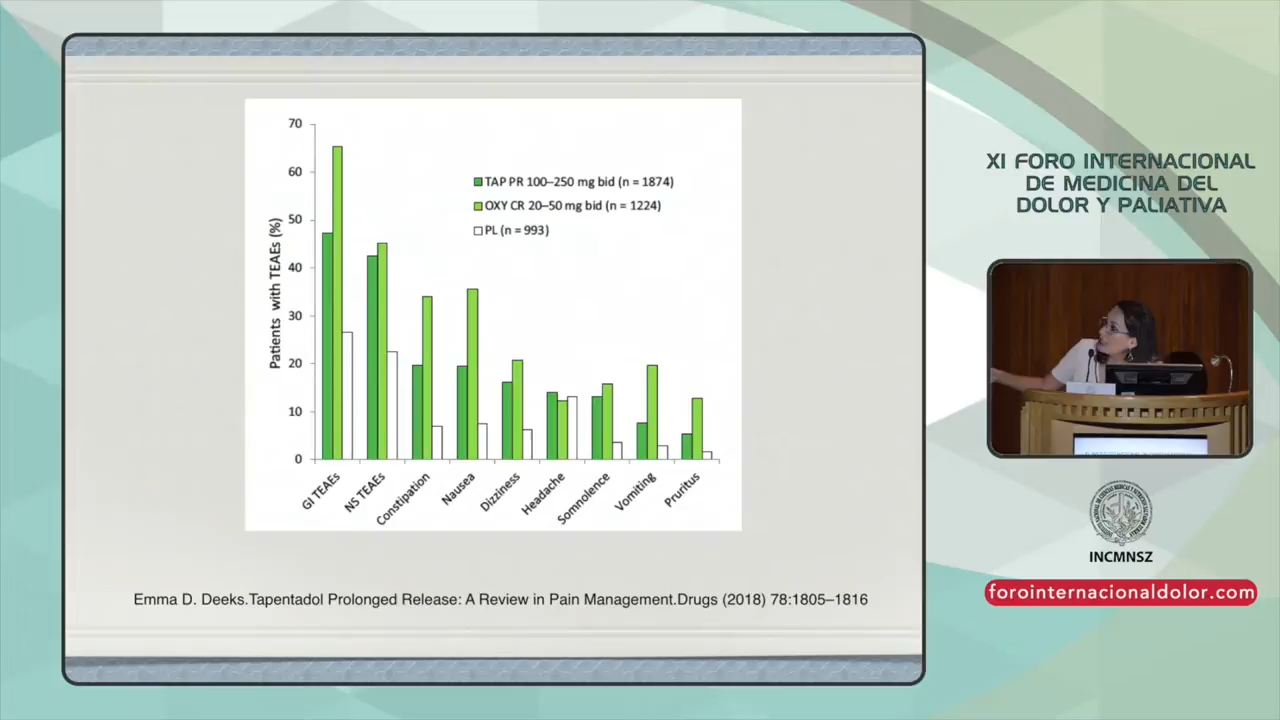 70
60
50
40
30
20
10
0
Patients with TEAEs (%)
TAP PR 100–250 mg bid (n = 1874)
OXY CR 20–50 mg bid (n = 1224)
PL (n = 993)
GI TEAEs
NS TEAEs
Constipation
Nausea
Dizziness
Headache
Somnolence
Vomiting
Pruritus
Emma D. Deeks.Tapentadol Prolonged Release: A Review in Pain Management.Drugs (2018) 78:1805–1816
XI FORO INTERNACIONAL
DE MEDICINA DEL
DOLOR Y PALIATIVA
INCMNSZ
forointernacionaldolor.com